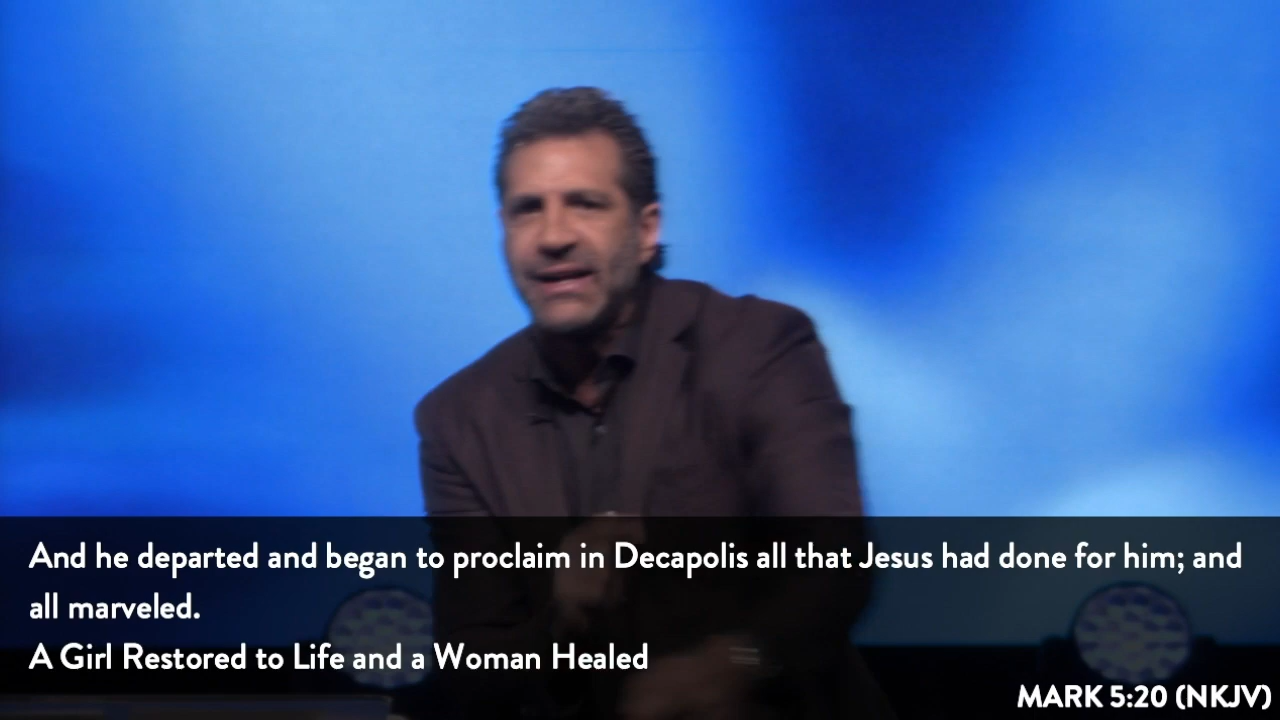 And he departed and began to proclaim in Decapolis all that Jesus had done for him; and
all marveled.
A Girl Restored to Life and a Woman Healed
MARK 5:20 (NKJV)